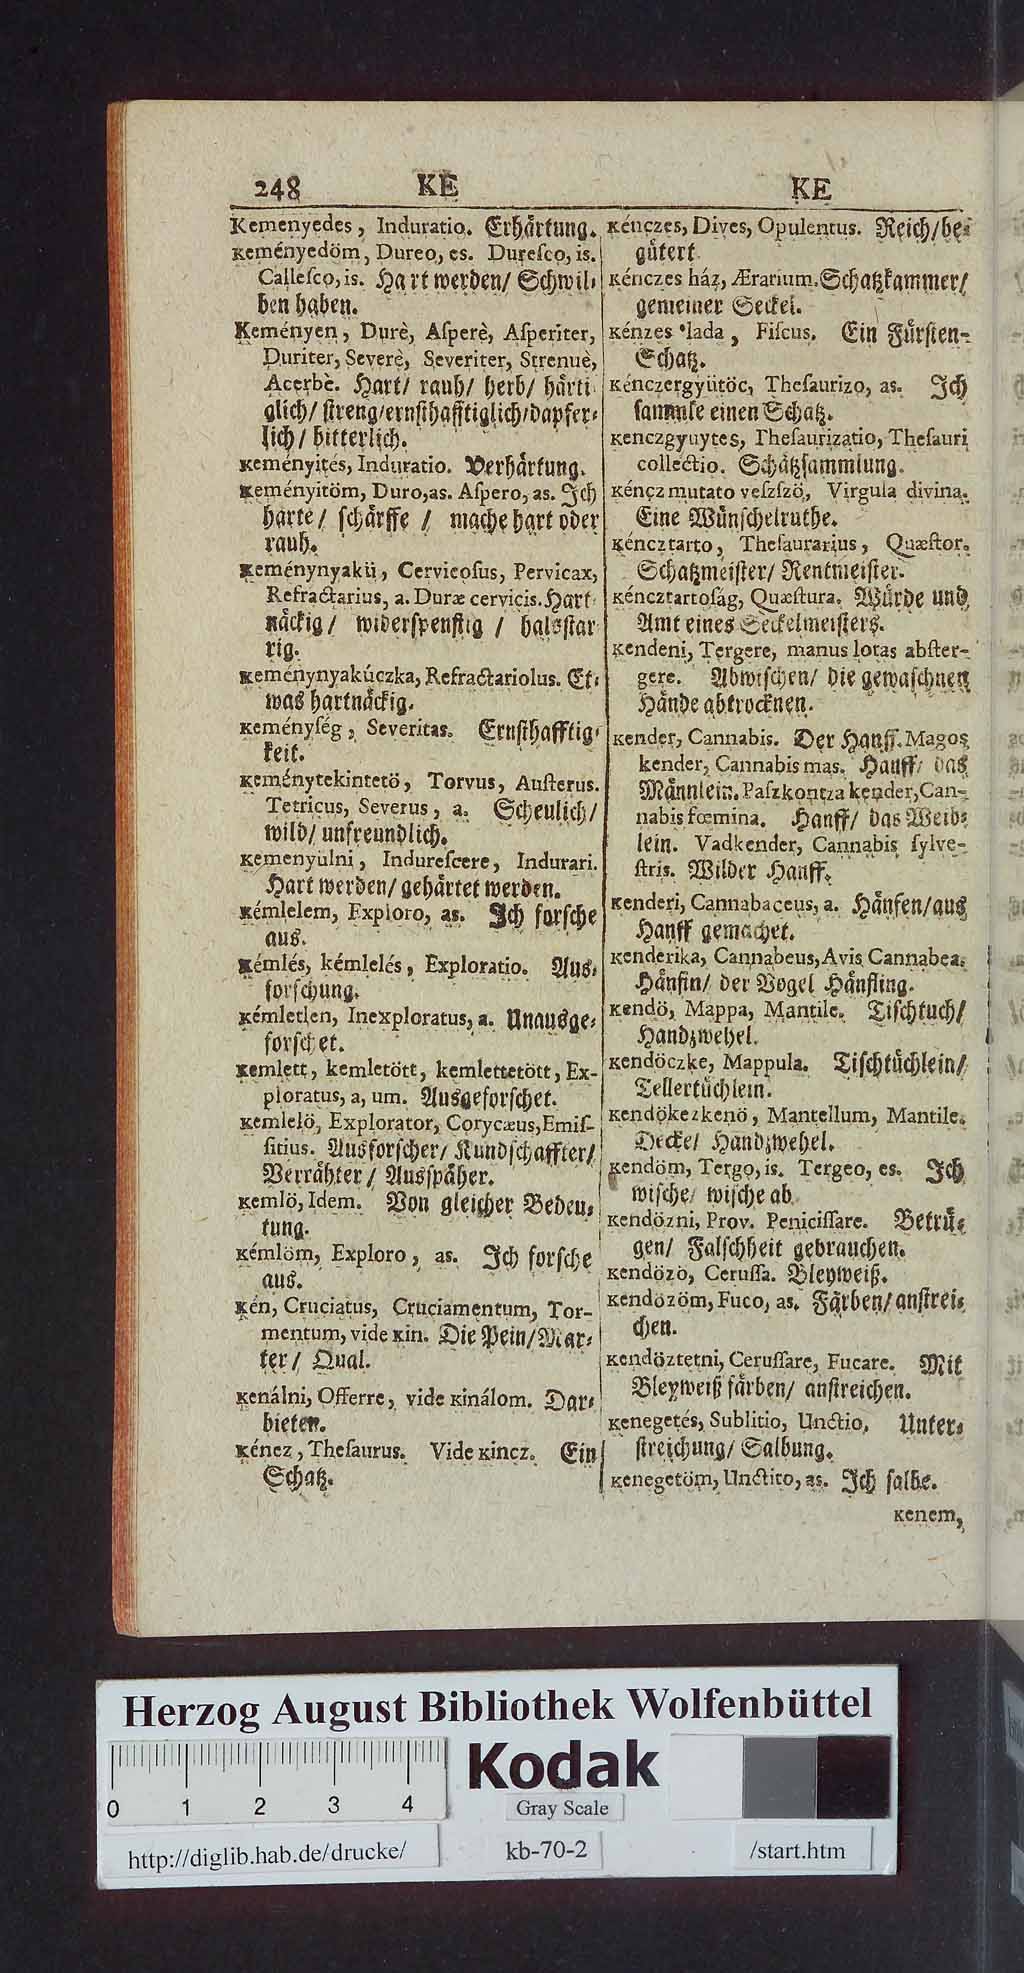 248 KE KE
Kemenyedes, Induratio. Erhärtung.
Keményedöm, Dureo, es. Dureſco, is.
Calleſco, is. Hart werden/ Schwil-
ben haben.
Keményen, Durè, Aſperè, Aſperiter,
Duriter, Severè, Severiter, Strenuè,
Acerbè. Hart/ rauh/ herb/ härti
glich/ ſtreng/ernſthafftiglich/dapfer-
lich/ bitterlich.
Keményités, Induratio. Verhärtung.
Keményitöm, Duro,as. Aſpero, as. Ich
härte/ ſchärffe / mache hart oder
rauh.
Keménynyakü, Cervicoſus, Pervicax,
Refractarius, a. Duræ cervicis. Hart
näckig/ widerſpenſtig / halsſtar
rig.
Keménynyakúczka, Refractariolus. Et-
was hartnäckig.
Keményſég, Severitas. Ernſthafftig-
keit.
Keménytekintetö, Torvus, Auſterus.
Tetricus, Severus, a. Scheulich/
wild/ unfreundlich.
Kemenyülni, Indureſcere, Indurari.
Hart werden/ gehärtet werden.
Kémlelem, Exploro, as. Ich forſche
aus.
Kémlés, kémlelés, Exploratio. Aus-
forſchung.
Kémletlen, Inexploratus, a. Unausge-
forſchet.
Kemlett, kemletött, kemlettetött, Ex-
ploratus, a, um. Ausgeforſchet.
Kemlelö, Explorator, Corycæus,Emiſ-
ſitius. Ausforſcher/ Kundſchaffter/
Verrähter/ Ausſpäher.
Kemlö, Idem. Von gleicher Bedeu-
tung.
Kémlöm, Exploro, as. Ich forſche
aus.
Kén, Cruciatus, Cruciamentum, Tor-
mentum, vide Kin. Die Pein/Mar-
ter/ Qual.
Kenálni, Offerre, vide Kinálom. Dar-
bieten.
Kéncz, Theſaurus. Vide Kincz. Ein
Schatz.
Kénczes, Dives, Opulentus. Reich/be-
gütert
Kénczes ház, Ærarium. Schatzkammer/
gemeiner Seckel.
Kénzes 'lada, Fiſcus. Ein Fürſten-
Schatz.
Kénczergyütöc, Theſaurizo, as. Ich
ſammle einen Schatz.
Kenczgyuytes, Theſaurizatio, Theſauri
collectio. Schätzſammlung.
Kéncz mutato veſzſzö, Virgula divina.
Eine Wünſchelruthe.
Kéncztarto, Theſaurarius, Quæſtor.
Schatzmeiſter/ Rentmeiſter.
Kéncztartoſág, Quæſtura. Würde und
Amt eines Seckelmeiſters.
Kendeni, Tergere, manus lotas abſter-
gere. Abwiſchen/ die gewaſchnen
Hände abtrocknen.
Kender, Cannabis. Der Hanff. Magos
kender, Cannabis mas. Hanff/ das
Männlein. Paſzkontza kender,Can-
nabis fœmina. Hanff/ das Weib-
lein. Vadkender, Cannabis ſylve-
ſtris. Wilder Hanff.
Kenderi, Cannabaceus, a. Hänfen/aus
Hanff gemachet.
Kenderika, Cannabeus,Avis Cannabea.
Hänfin/ der Vogel Hänfling.
Kendö, Mappa, Mantile. Tiſchtuch/
Handzwehel.
Kendöczke, Mappula. Tiſchtüchlein/
Tellertüchlein.
Kendökezkenö, Mantellum, Mantile.
Decke/ Handzwehel.
Kendöm, Tergo, is. Tergeo, es. Ich
wiſche/ wiſche ab
Kendözni, Prov. Peniciſſare. Betrü-
gen/ Falſchheit gebrauchen.
Kendözö, Ceruſſa. Bleyweiß.
Kendözöm, Fuco, as. Färben/anſtrei-
chen.
Kendöztetni, Ceruſſare, Fucare. Mit
Bleyweiß färben/ anſtreichen.
Kenegetés, Sublitio, Unctio. Unter-
ſtreichung/ Salbung.
Kenegetöm, Unctito, as. Ich ſalbe.
Kenem,
Herzog August Bibliothek Wolfenbüttel
0 1 2 3 4
Kodak
Gray Scale
http://diglib.hab.de/drucke/ kb-70-2 /start.htm